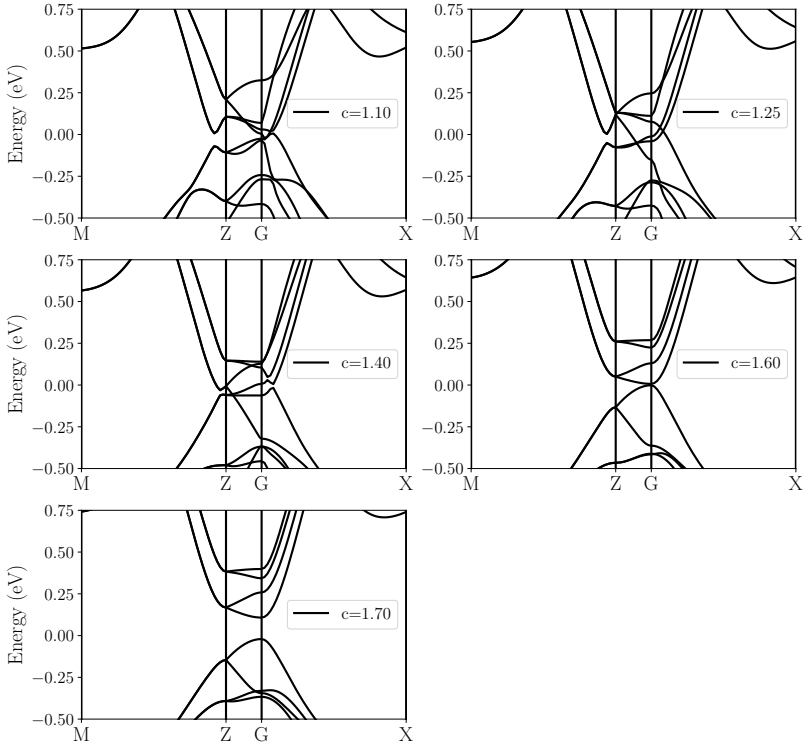 0.75
0.50
0.25
0.00
−0.25
−0.50
Energy (eV)
M Z G X
c=1.10
0.75
0.50
0.25
0.00
−0.25
−0.50
M Z G X
c=1.25
0.75
0.50
0.25
0.00
−0.25
−0.50
Energy (eV)
M Z G X
c=1.40
0.75
0.50
0.25
0.00
−0.25
−0.50
M Z G X
c=1.60
0.75
0.50
0.25
0.00
−0.25
−0.50
Energy (eV)
M Z G X
c=1.70